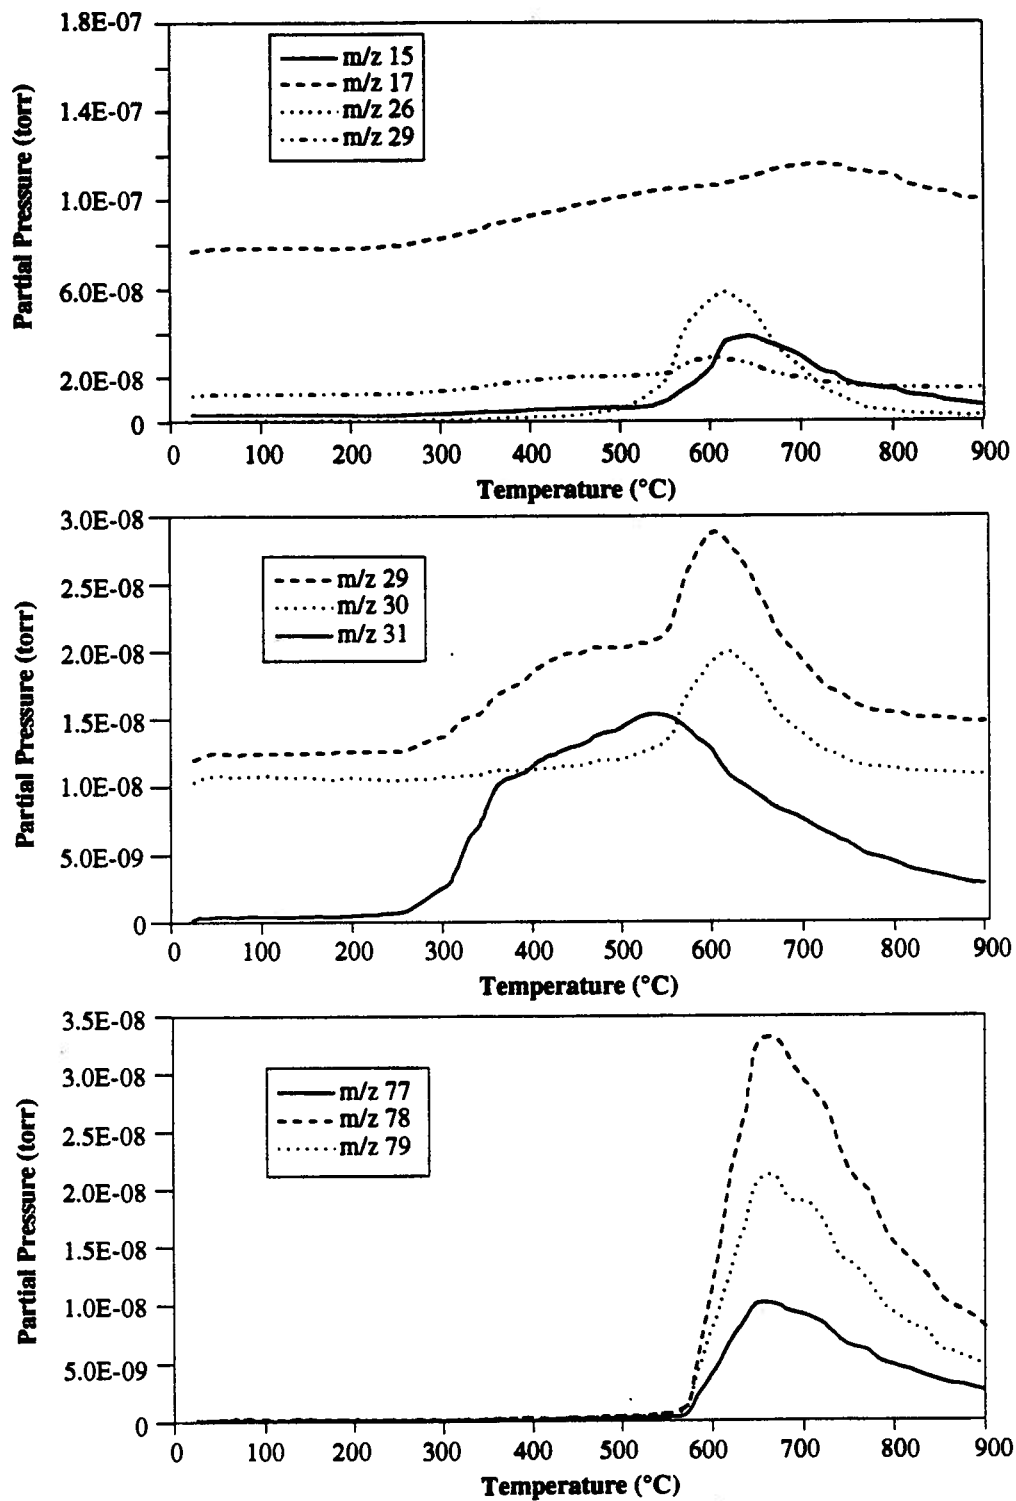 1.8E-07
1.4E-07
1.0E-07
6.0E-08
2.0E-08
0
Partial Pressure (torr)
m/z 15
m/z 17
m/z 26
m/z 29
0 100 200 300 400 500 600 700 800 900
Temperature (°C)
3.0E-08
2.5E-08
2.0E-08
1.5E-08
1.0E-08
5.0E-09
0
Partial Pressure (torr)
m/z 29
m/z 30
m/z 31
0 100 200 300 400 500 600 700 800 900
Temperature (°C)
3.5E-08
3.0E-08
2.5E-08
2.0E-08
1.5E-08
1.0E-08
5.0E-09
0
Partial Pressure (torr)
m/z 77
m/z 78
m/z 79
0 100 200 300 400 500 600 700 800 900
Temperature (°C)